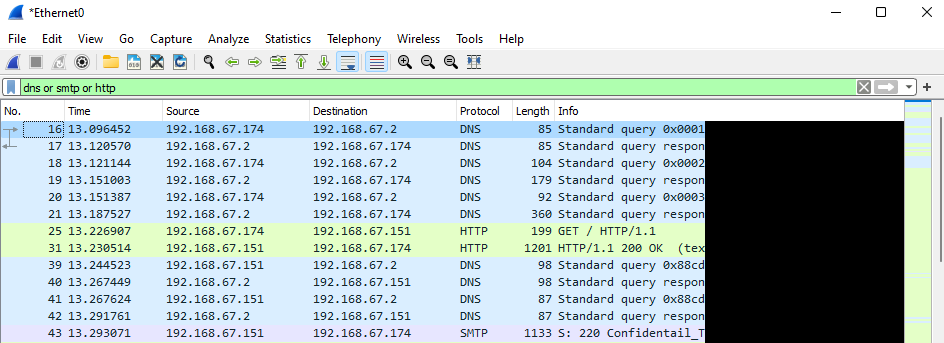 *Ethernet0
File Edit View Go Capture Analyze Statistics Telephony Wireless Tools Help
dns or smtp or http
No. Time Source Destination Protocol Length Info
16 13.096452 192.168.67.174 192.168.67.2 DNS 85 Standard query 0x0001
17 13.120570 192.168.67.2 192.168.67.174 DNS 85 Standard query respon
18 13.121144 192.168.67.174 192.168.67.2 DNS 104 Standard query 0x0002
19 13.151003 192.168.67.2 192.168.67.174 DNS 179 Standard query respon
20 13.151387 192.168.67.174 192.168.67.2 DNS 92 Standard query 0x0003
21 13.187527 192.168.67.2 192.168.67.174 DNS 360 Standard query respon
25 13.226907 192.168.67.174 192.168.67.151 HTTP 199 GET / HTTP/1.1
31 13.230514 192.168.67.151 192.168.67.174 HTTP 1201 HTTP/1.1 200 OK (tex
39 13.244523 192.168.67.151 192.168.67.2 DNS 98 Standard query 0x88cd
40 13.267449 192.168.67.2 192.168.67.151 DNS 98 Standard query respon
41 13.267624 192.168.67.151 192.168.67.2 DNS 87 Standard query 0x88cd
42 13.291761 192.168.67.2 192.168.67.151 DNS 87 Standard query respon
43 13.293071 192.168.67.151 192.168.67.174 SMTP 1133 S: 220 Confidentail_T